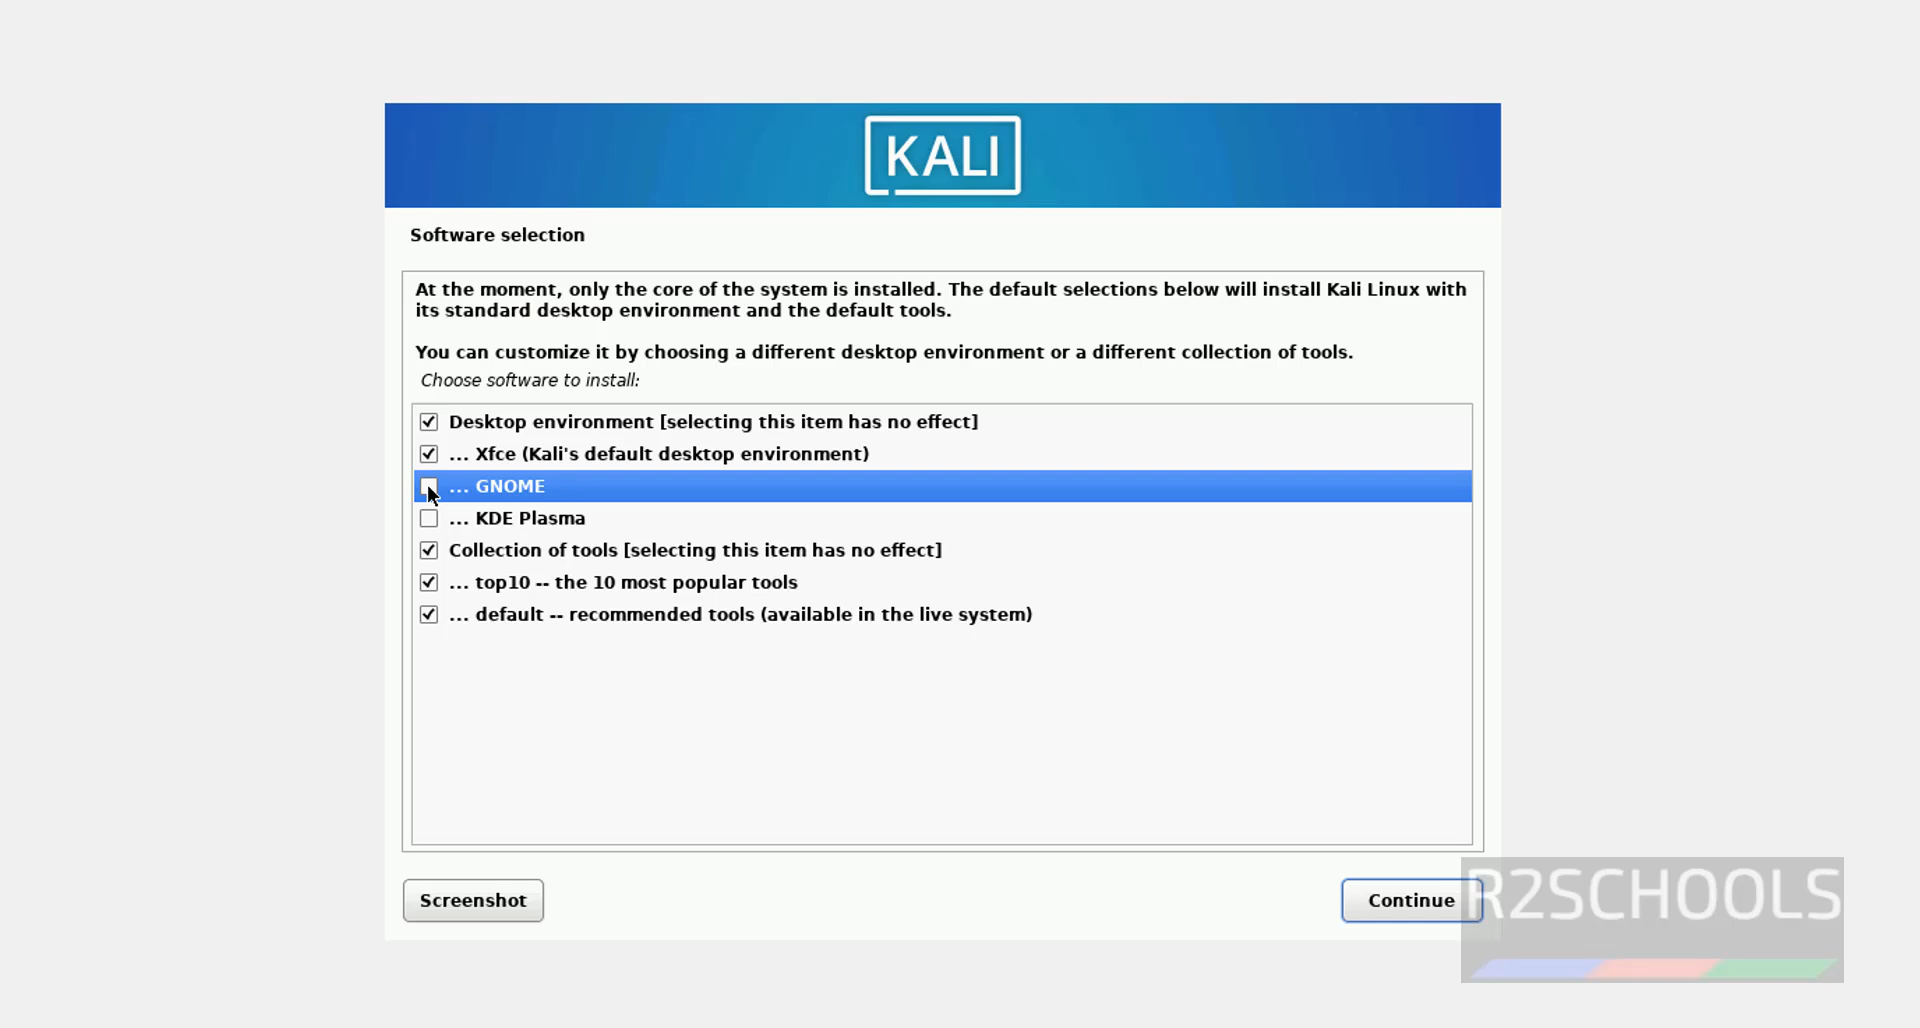 KALI
Software selection
At the moment, only the core of the system is installed. The default selections below will install Kali Linux with
its standard desktop environment and the default tools.
You can customize it by choosing a different desktop environment or a different collection of tools.
Choose software to install:
Desktop environment [selecting this item has no effect]
... Xfce (Kali's default desktop environment)
... GNOME
... KDE Plasma
Collection of tools [selecting this item has no effect]
... top10 -- the 10 most popular tools
... default -- recommended tools (available in the live system)
Screenshot
Continue
R2SCHOOLS